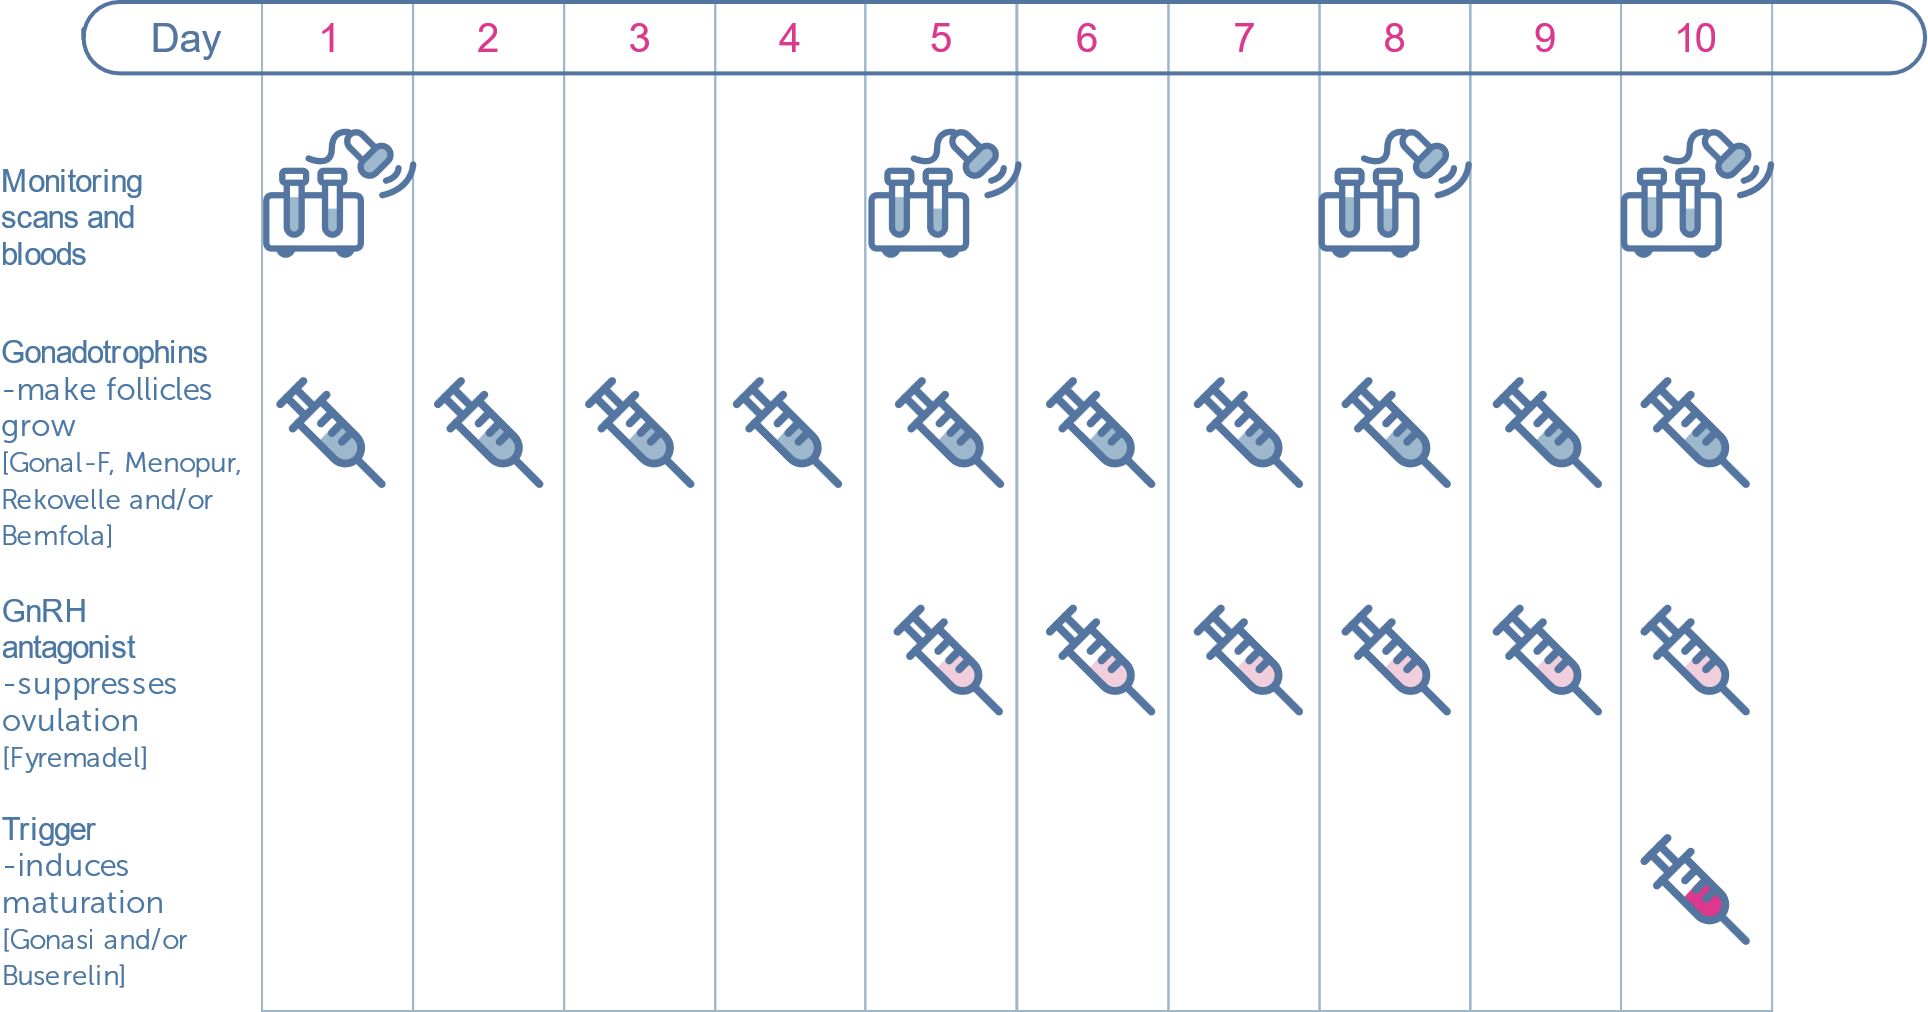 Day 1 2 3 4 5 6 7 8 9 10
Monitoring
scans and
bloods
Gonadotrophins
-make follicles
grow
[Gonal-F, Menopur,
Rekovelle and/or
Bemfola]
GnRH
antagonist
-suppresses
ovulation
[Fyremadel]
Trigger
-induces
maturation
[Gonasi and/or
Buserelin]